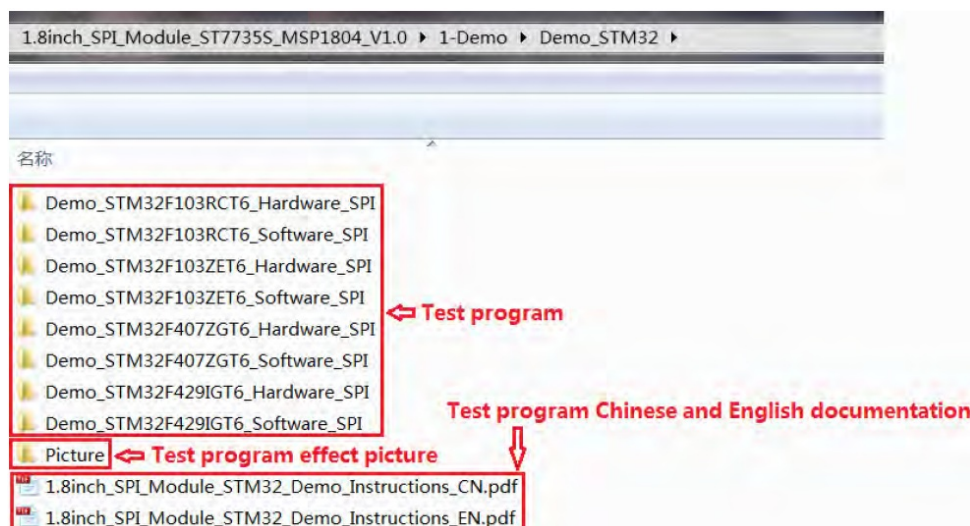 1.8inch_SPI_Module_ST7735S_MSP1804_V1.0 ▸ 1-Demo ▸ Demo_STM32 ▸
名称
Demo_STM32F103RCT6_Hardware_SPI
Demo_STM32F103RCT6_Software_SPI
Demo_STM32F103ZET6_Hardware_SPI
Demo_STM32F103ZET6_Software_SPI
Test program
Demo_STM32F407ZGT6_Hardware_SPI
Demo_STM32F407ZGT6_Software_SPI
Demo_STM32F429IGT6_Hardware_SPI
Test program Chinese and English documentation
Demo_STM32F429IGT6_Software_SPI
Picture Test program effect picture
1.8inch_SPI_Module_STM32_Demo_Instructions_CN.pdf
1.8inch_SPI_Module_STM32_Demo_Instructions_EN.pdf